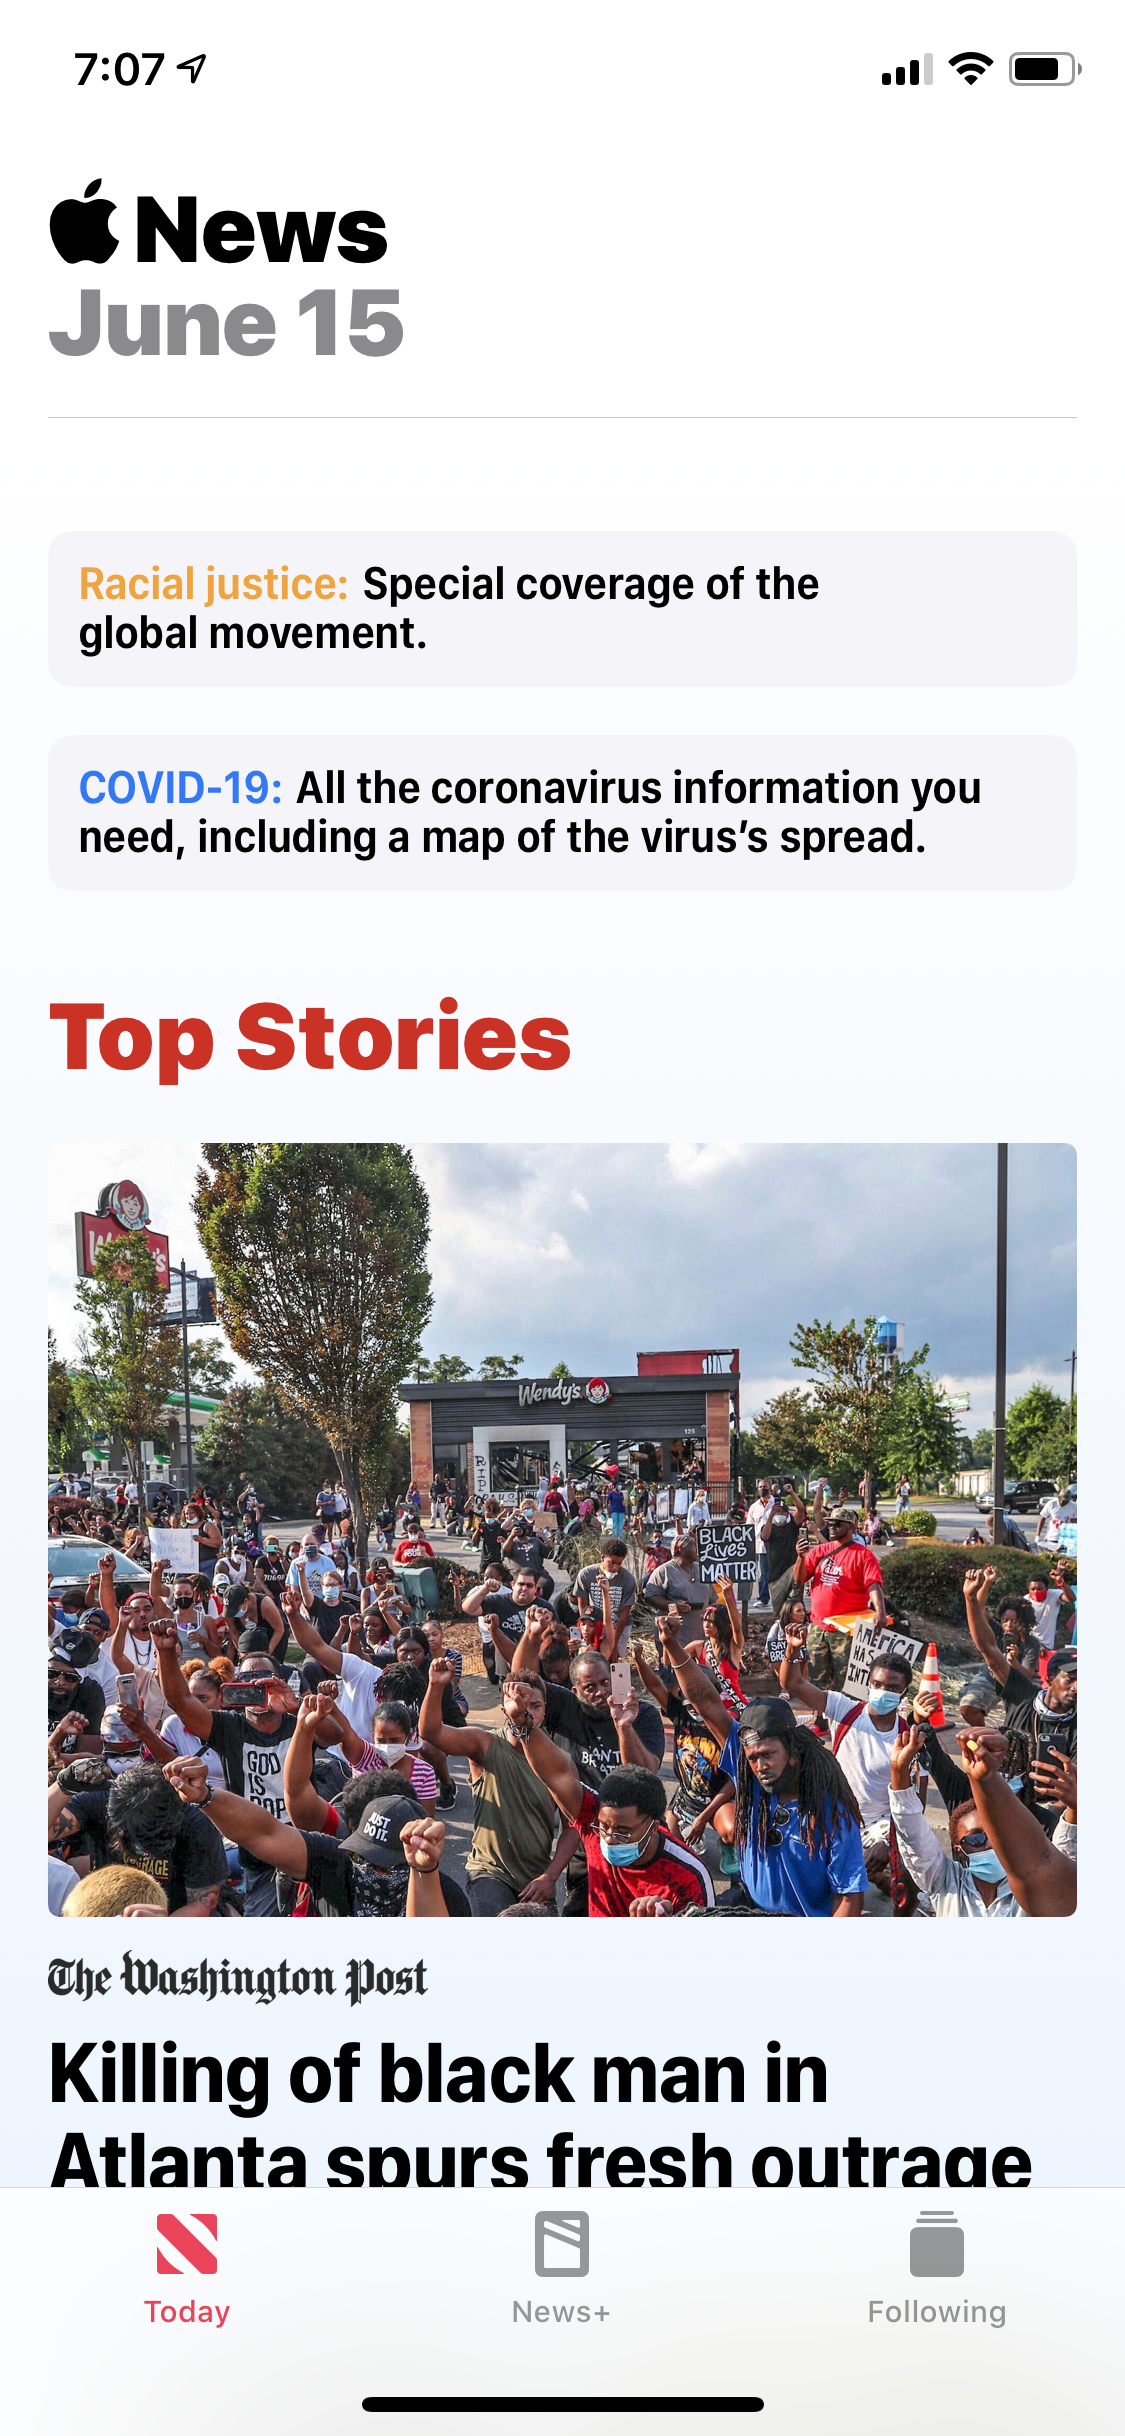 7:07
News
June 15
Racial justice: Special coverage of the
global movement.
COVID-19: All the coronavirus information you
need, including a map of the virus’s spread.
Top Stories
Wendy's
125
RIP
BLACK
Lives
MATTER
AMERICA
HAS
GOD
IS
JUST
DO IT.
The Washington Post
Killing of black man in
Atlanta spurs fresh outrage
Today
News+
Following